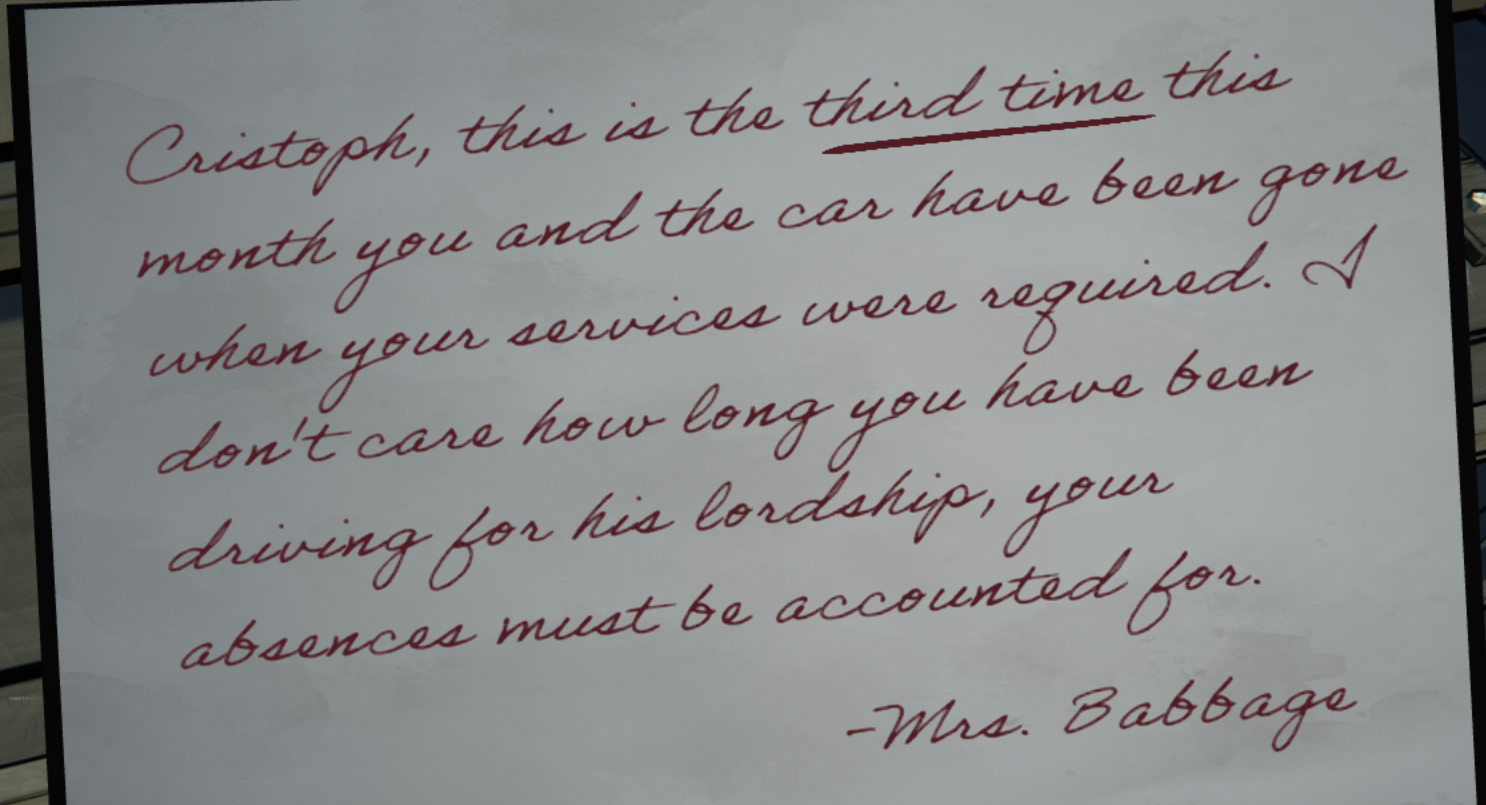 Cristoph, this is the third time this
month you and the car have been gone
when your services were required. I
don't care how long you have been
driving for his lordship, your
absences must be accounted for.
-Mrs. Babbage